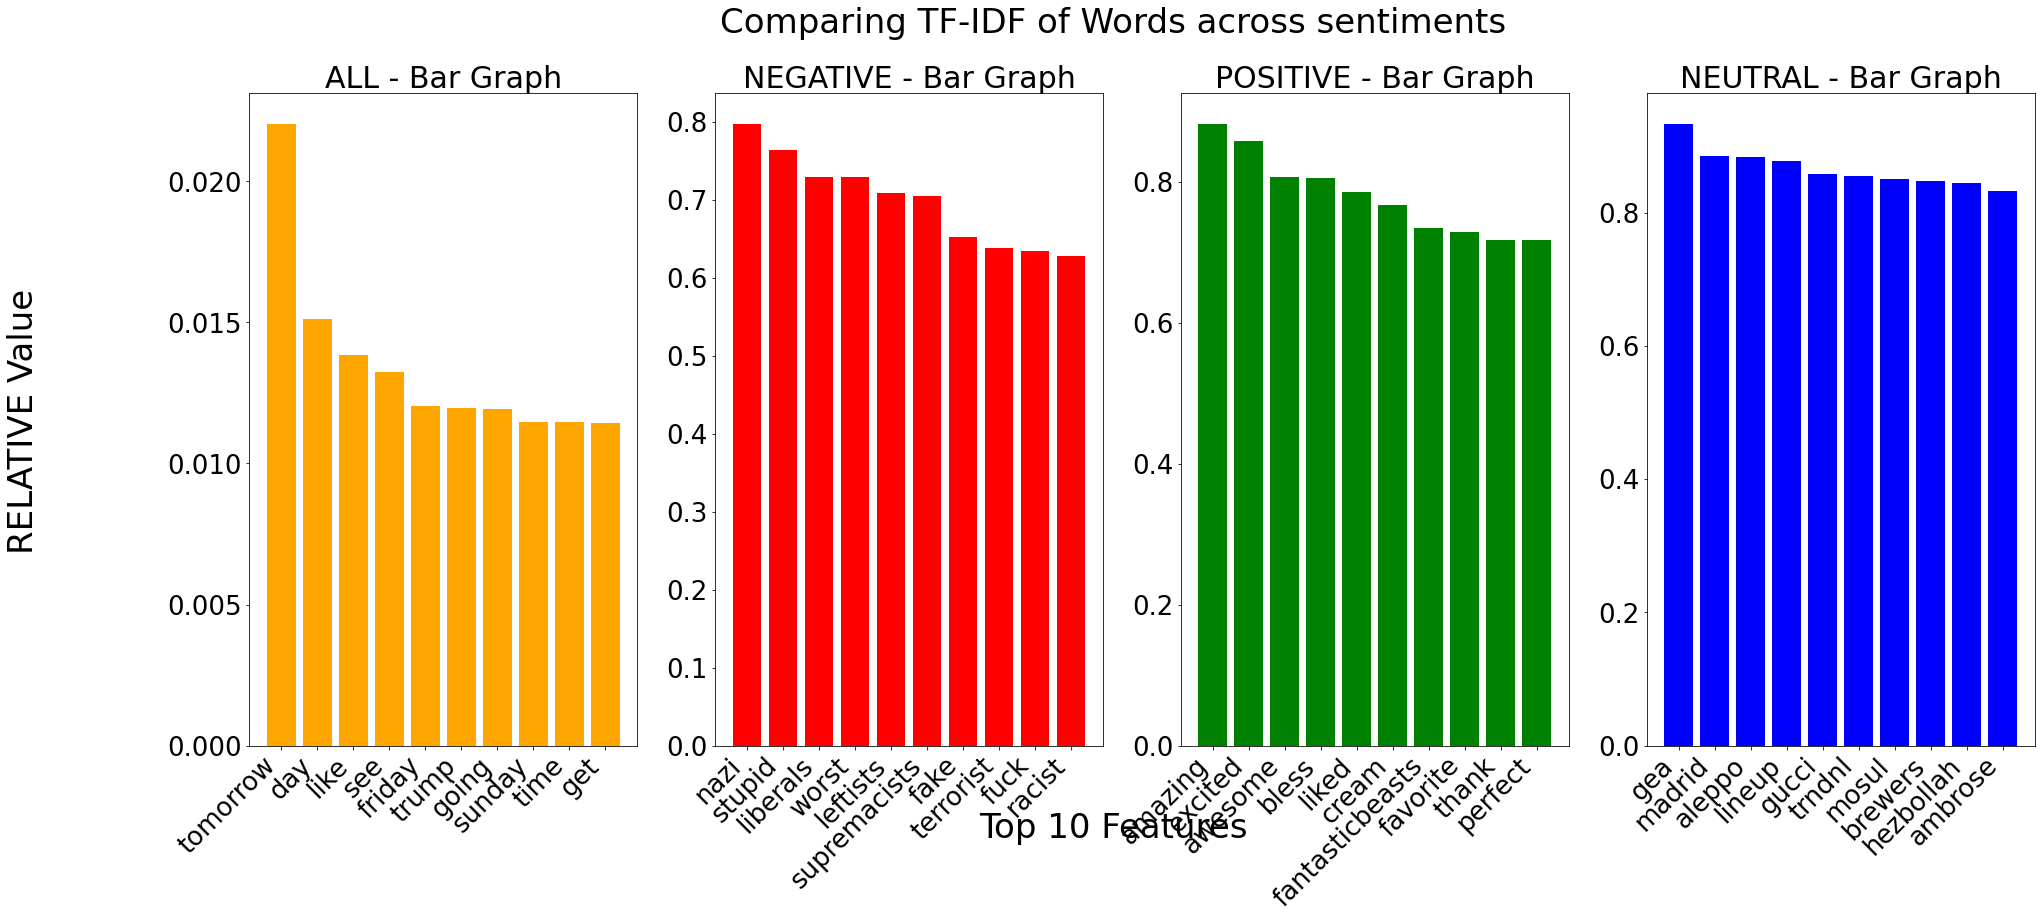 Comparing TF-IDF of Words across sentiments
ALL - Bar Graph
NEGATIVE - Bar Graph
POSITIVE - Bar Graph
NEUTRAL - Bar Graph
RELATIVE Value
0.020
0.015
0.010
0.005
0.000
tomorrow
day
like
see
friday
trump
going
sunday
time
get
0.8
0.7
0.6
0.5
0.4
0.3
0.2
0.1
0.0
nazi
stupid
liberals
worst
leftists
supremacists
fake
terrorist
fuck
racist
0.8
0.6
0.4
0.2
0.0
amazing
excited
awesome
bless
liked
cream
fantasticbeasts
favorite
thank
perfect
0.8
0.6
0.4
0.2
0.0
gea
madrid
aleppo
lineup
gucci
trndnl
mosul
brewers
hezbollah
ambrose
Top 10 Features